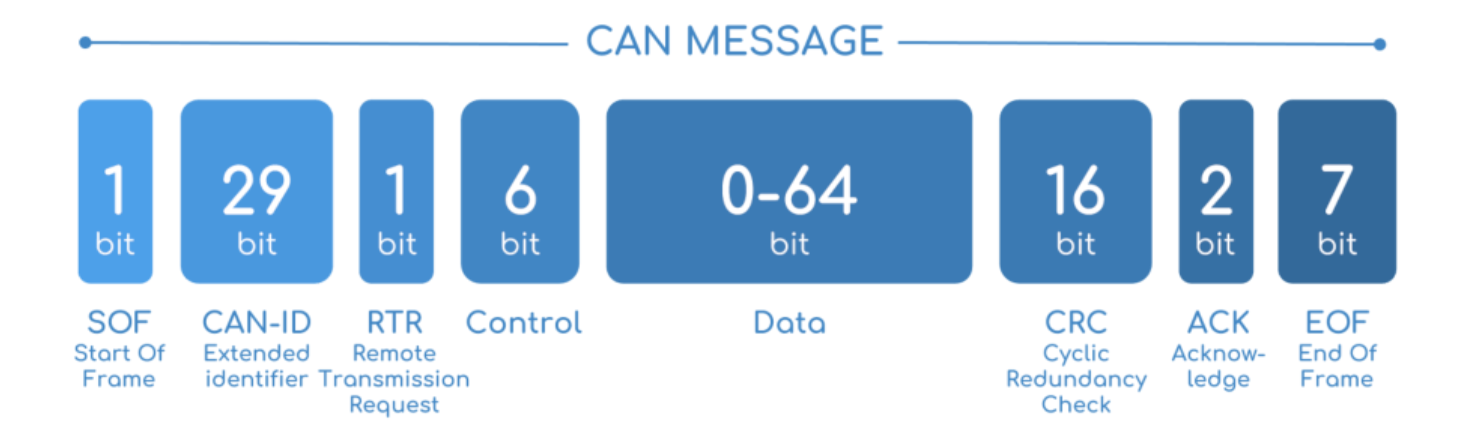 CAN MESSAGE
1
bit
29
bit
1
bit
6
bit
0-64
bit
16
bit
2
bit
7
bit
SOF
Start Of
Frame
CAN-ID
Extended
identifier
RTR
Remote
Transmission
Request
Control
Data
CRC
Cyclic
Redundancy
Check
ACK
Acknow-
ledge
EOF
End Of
Frame